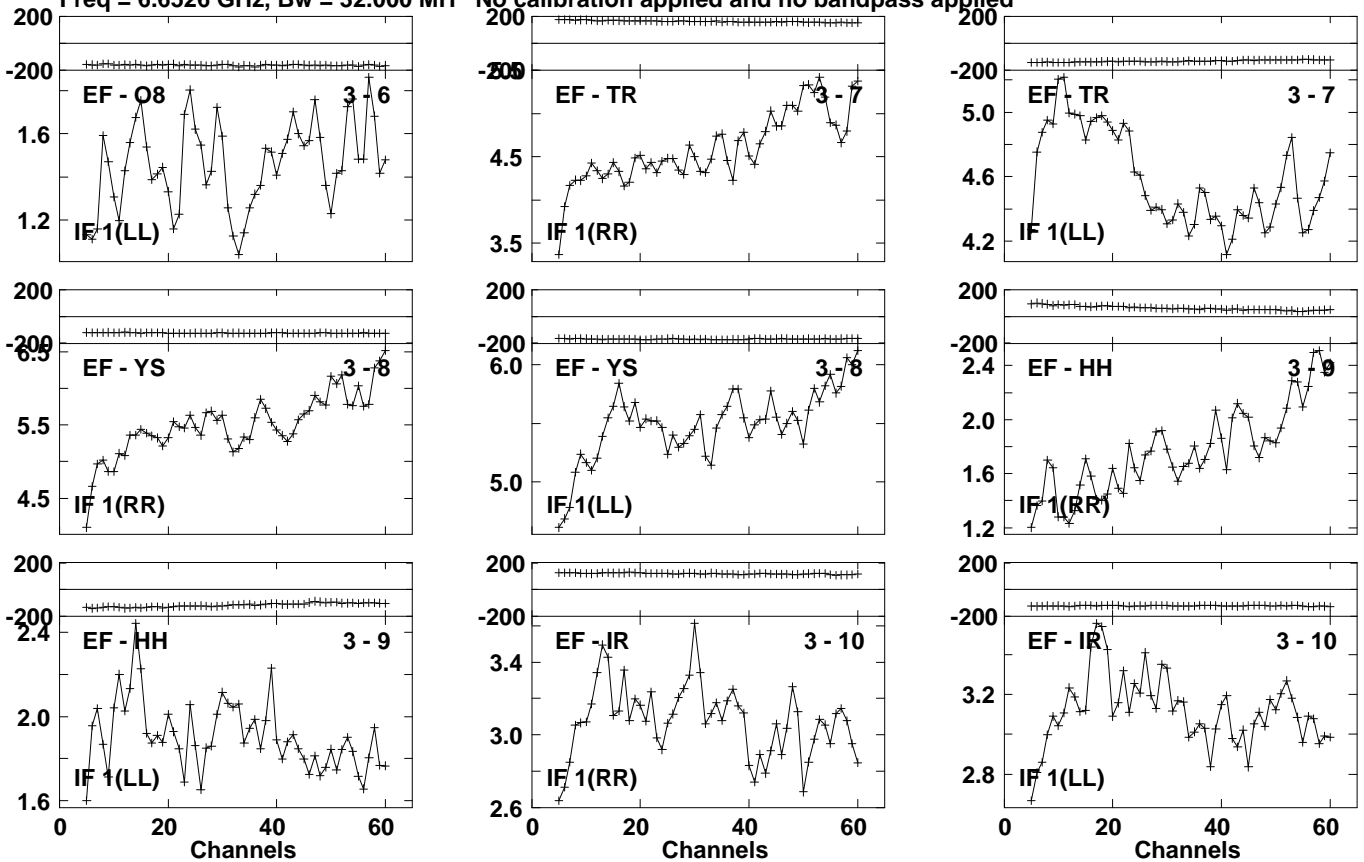 Freq = 6.6526 GHz, Bw = 32.000 MH No calibration applied and no bandpass applied
200
-200
EF - O8 3 - 6
1.6
1.2
IF 1(LL)
200
-200
5.5
EF - TR 3 - 7
4.5
3.5
IF 1(RR)
EF - TR 3 - 7
5.0
4.6
4.2
IF 1(LL)
200
-200
6.5
EF - YS 3 - 8
5.5
4.5
IF 1(RR)
200
-200
6.0
EF - YS 3 - 8
5.0
IF 1(LL)
200
-200
2.4
EF - HH 3 - 9
2.0
1.6
1.2
IF 1(RR)
200
-200
2.4
EF - HH 3 - 9
2.0
1.6
IF 1(LL)
0 20 40 60
Channels
200
-200
EF - IR 3 - 10
3.4
3.0
2.6
IF 1(RR)
0 20 40 60
Channels
200
-200
EF - IR 3 - 10
3.2
2.8
IF 1(LL)
0 20 40 60
Channels